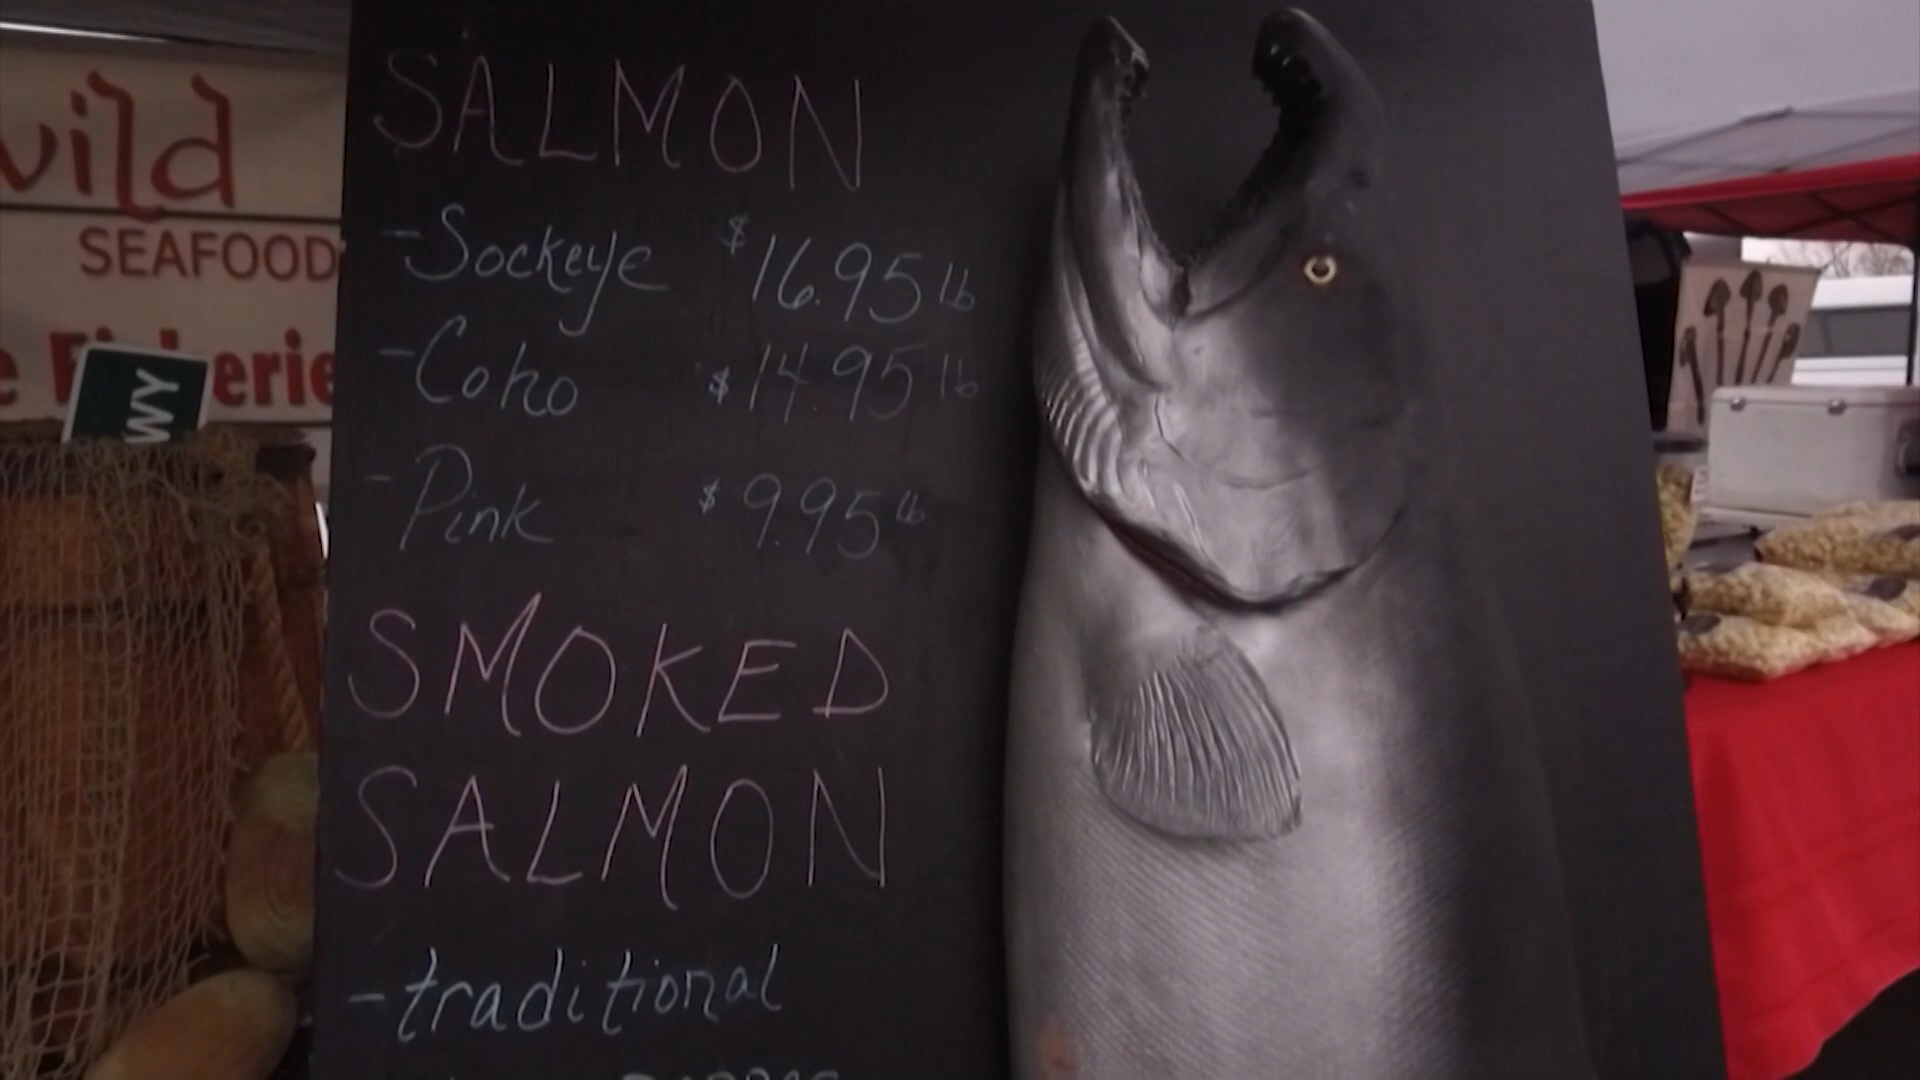 SALMON
- Sockeye $16.95 lb
- Coho $14.95 lb
- Pink $9.95 lb
SMOKED
SALMON
- traditional
wild
SEAFOOD
WY